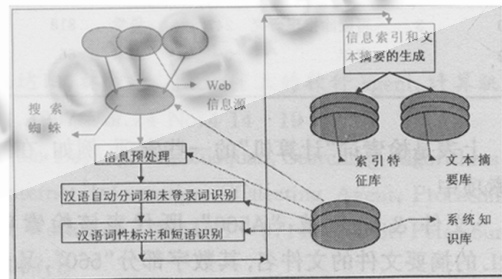 信息索引和文
本摘要的生成
Web
信息源
搜索
蜘蛛
信息预处理
索引特
征库
文本摘
要库
汉语自动分词和未登录词识别
系统知
识库
汉语词性标注和短语识别